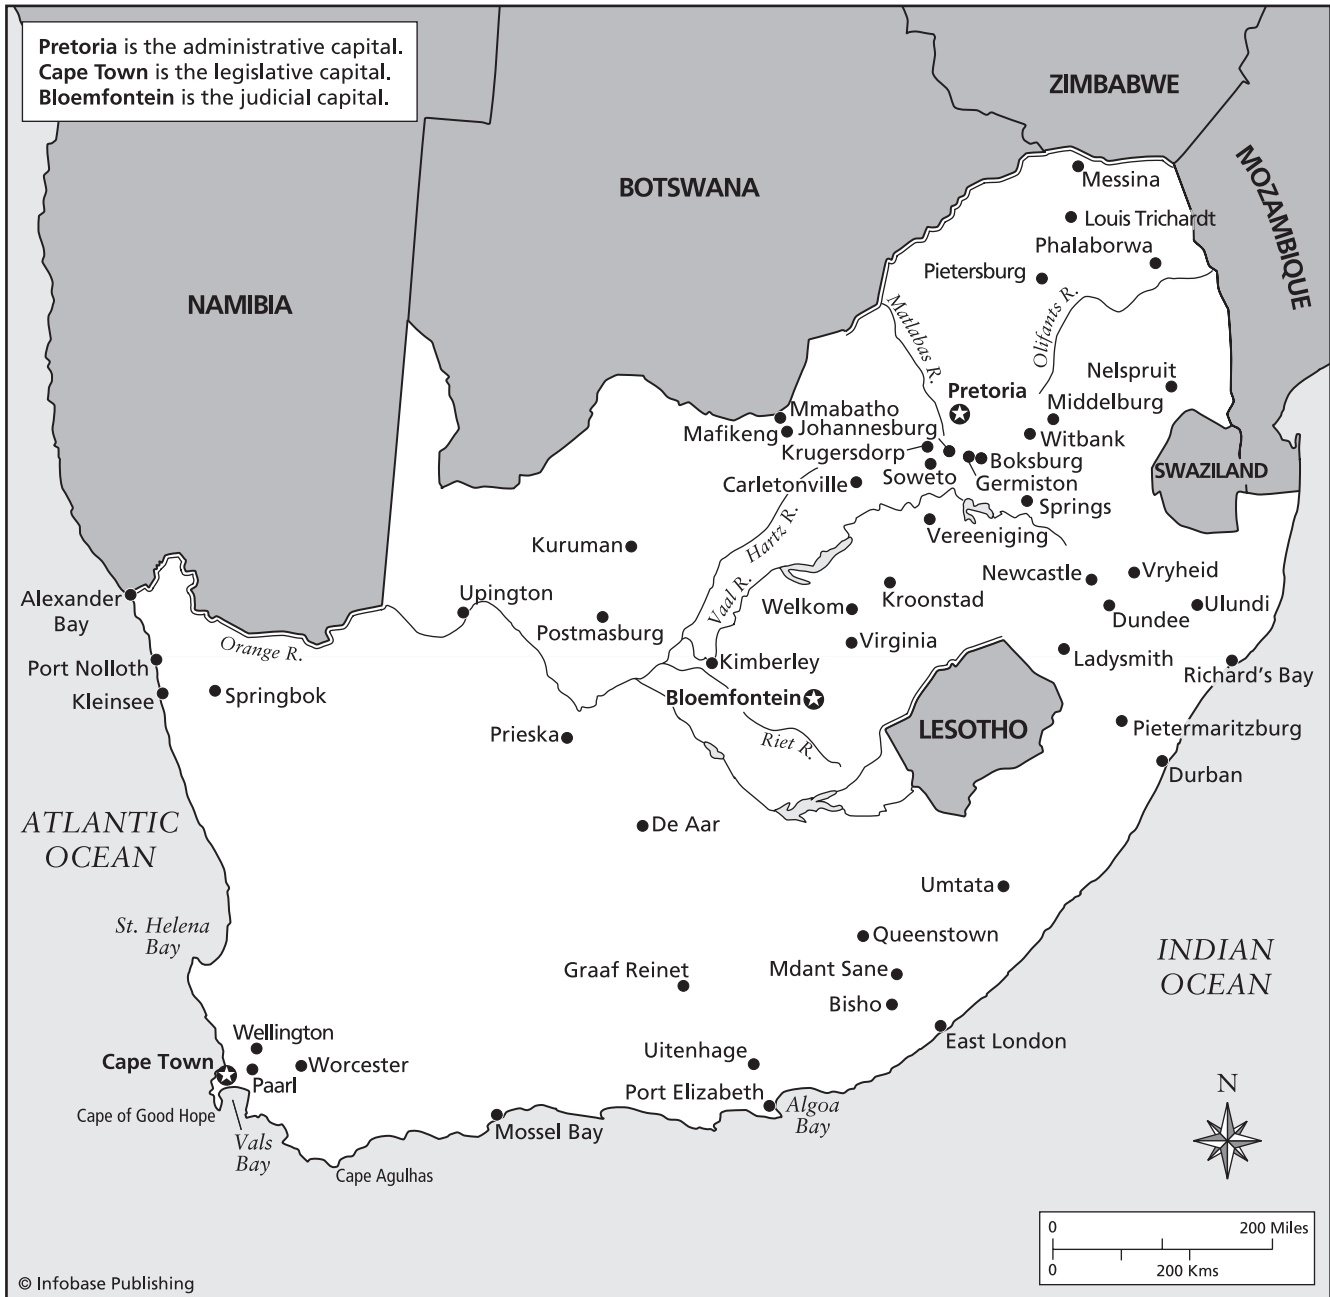 Pretoria is the administrative capital.
Cape Town is the legislative capital.
Bloemfontein is the judicial capital.
ZIMBABWE
MOZAMBIQUE
BOTSWANA
NAMIBIA
Messina
Louis Trichardt
Phalaborwa
Pietersburg
Matlabas R.
Olifants R.
Nelspruit
Pretoria
Middelburg
Mmabatho
Mafikeng
Johannesburg
Witbank
Krugersdorp
Boksburg
SWAZILAND
Soweto
Germiston
Carletonville
Springs
Hartz R.
Vereeniging
Kuruman
Newcastle
Vryheid
Vaal R.
Kroonstad
Alexander
Bay
Upington
Welkom
Dundee
Ulundi
Postmasburg
Virginia
Orange R.
Ladysmith
Port Nolloth
Kimberley
Richard's Bay
Kleinsee
Springbok
Bloemfontein
LESOTHO
Pietermaritzburg
Prieska
Riet R.
Durban
ATLANTIC
OCEAN
De Aar
Umtata
St. Helena
Bay
Queenstown
INDIAN
OCEAN
Graaf Reinet
Mdant Sane
Bisho
Wellington
East London
Cape Town
Worcester
Uitenhage
Paarl
Port Elizabeth
Algoa
Bay
Cape of Good Hope
Mossel Bay
Vals
Bay
Cape Agulhas
N
0 200 Miles
0 200 Kms
© Infobase Publishing